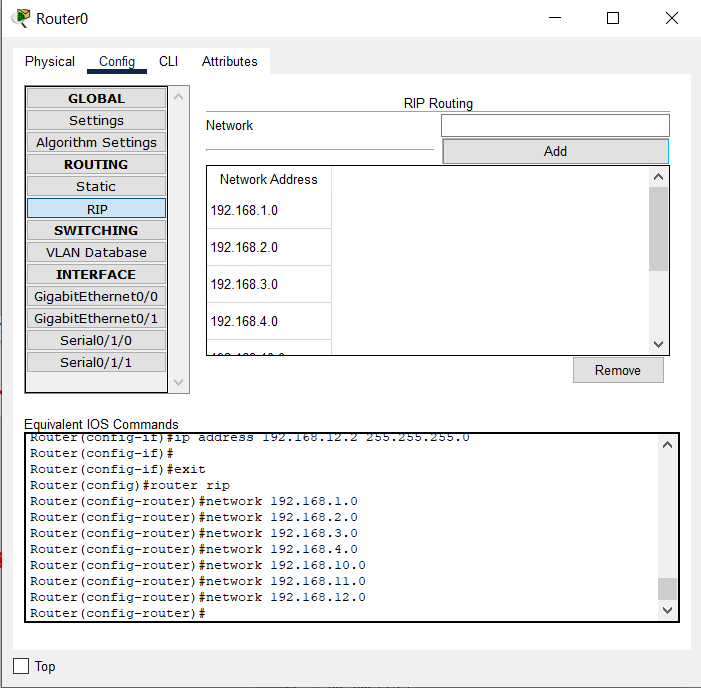 Router0
Physical Config CLI Attributes
GLOBAL
Settings
Algorithm Settings
ROUTING
Static
RIP
SWITCHING
VLAN Database
INTERFACE
GigabitEthernet0/0
GigabitEthernet0/1
Serial0/1/0
Serial0/1/1
RIP Routing
Network
Add
Network Address
192.168.1.0
192.168.2.0
192.168.3.0
192.168.4.0
Remove
Equivalent IOS Commands
Router(config-if)#ip address 192.168.12.2 255.255.255.0
Router(config-if)#
Router(config-if)#exit
Router(config)#router rip
Router(config-router)#network 192.168.1.0
Router(config-router)#network 192.168.2.0
Router(config-router)#network 192.168.3.0
Router(config-router)#network 192.168.4.0
Router(config-router)#network 192.168.10.0
Router(config-router)#network 192.168.11.0
Router(config-router)#network 192.168.12.0
Router(config-router)#
Top